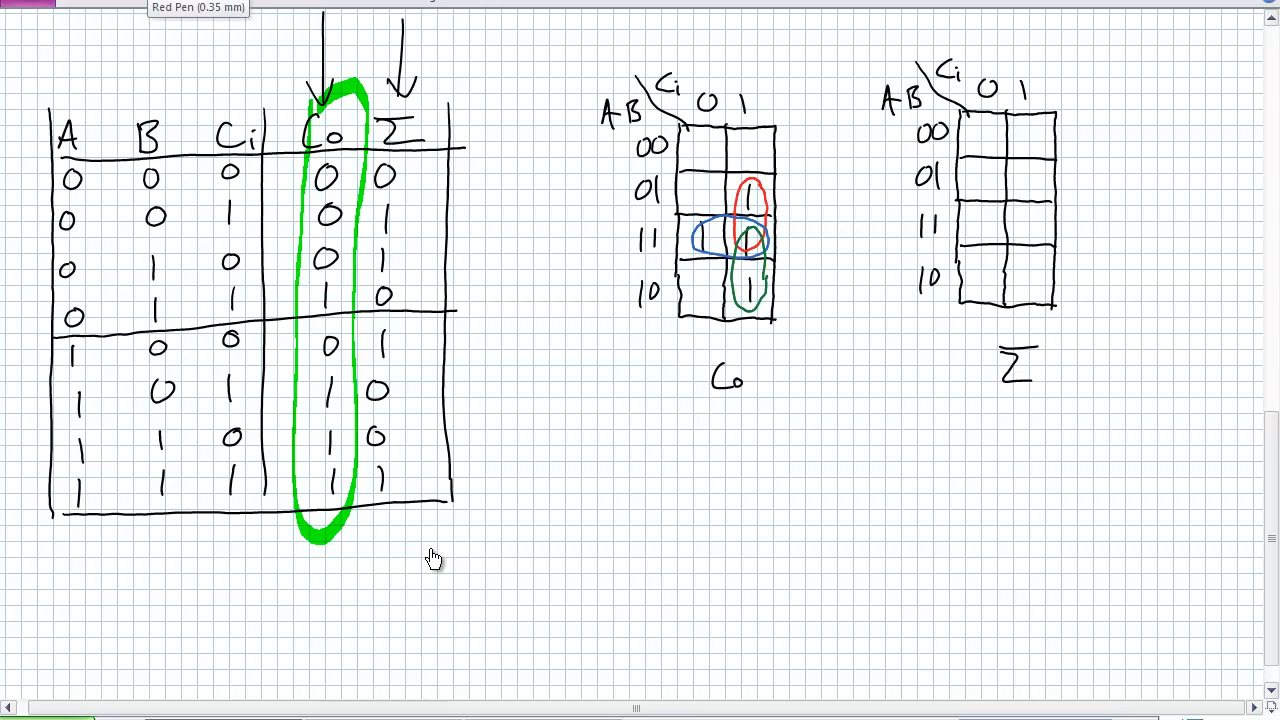 Red Pen (0.35 mm)
A B Ci Co Σ
0 0 0 0 0
0 0 1 0 1
0 1 0 0 1
0 1 1 1 0
1 0 0 0 1
1 0 1 1 0
1 1 0 1 0
1 1 1 1 1
Ci
AB 0 1
00
01 1
11 1 1
10 1
Co
Ci
AB 0 1
00
01
11
10
Σ